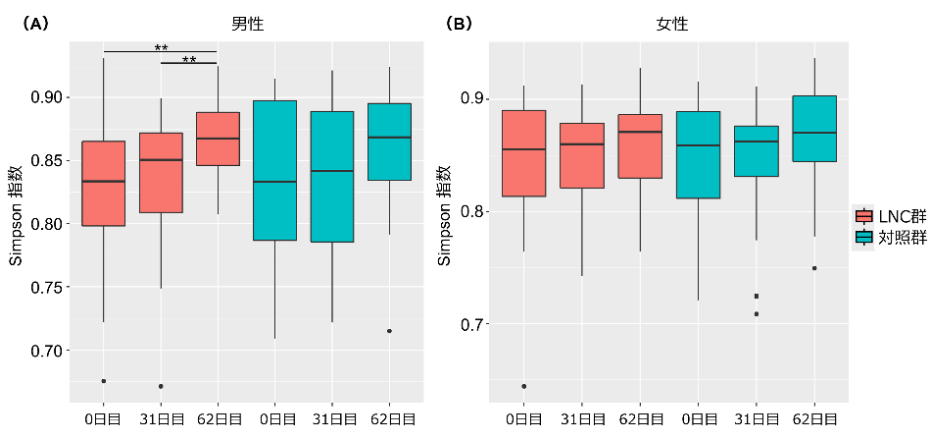 (A) 男性
**
**
0.90
0.85
0.80
0.75
0.70
Simpson 指数
0日目 31日目 62日目 0日目 31日目 62日目
(B) 女性
0.9
0.8
0.7
Simpson 指数
0日目 31日目 62日目 0日目 31日目 62日目
LNC群
対照群